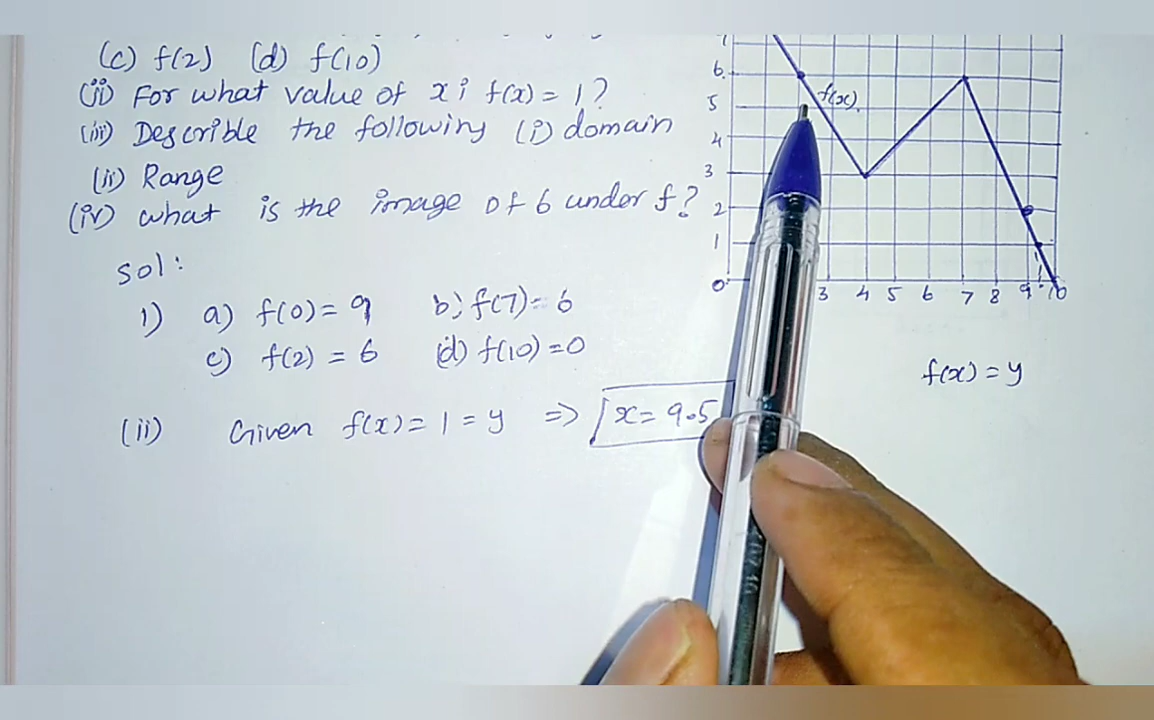 (c) f(2) (d) f(10)
(ii) For what value of x ; f(x) = 1 ?
(iii) Describle the following (i) domain
(ii) Range
(iv) what is the image of 6 under f?
sol:
1) a) f(0) = 9 b) f(7) = 6
c) f(2) = 6 (d) f(10) = 0
(ii) Given f(x) = 1 = y => x = 9.5
6
f(x)
5
4
3
2
1
0 3 4 5 6 7 8 9 10
f(x) = y